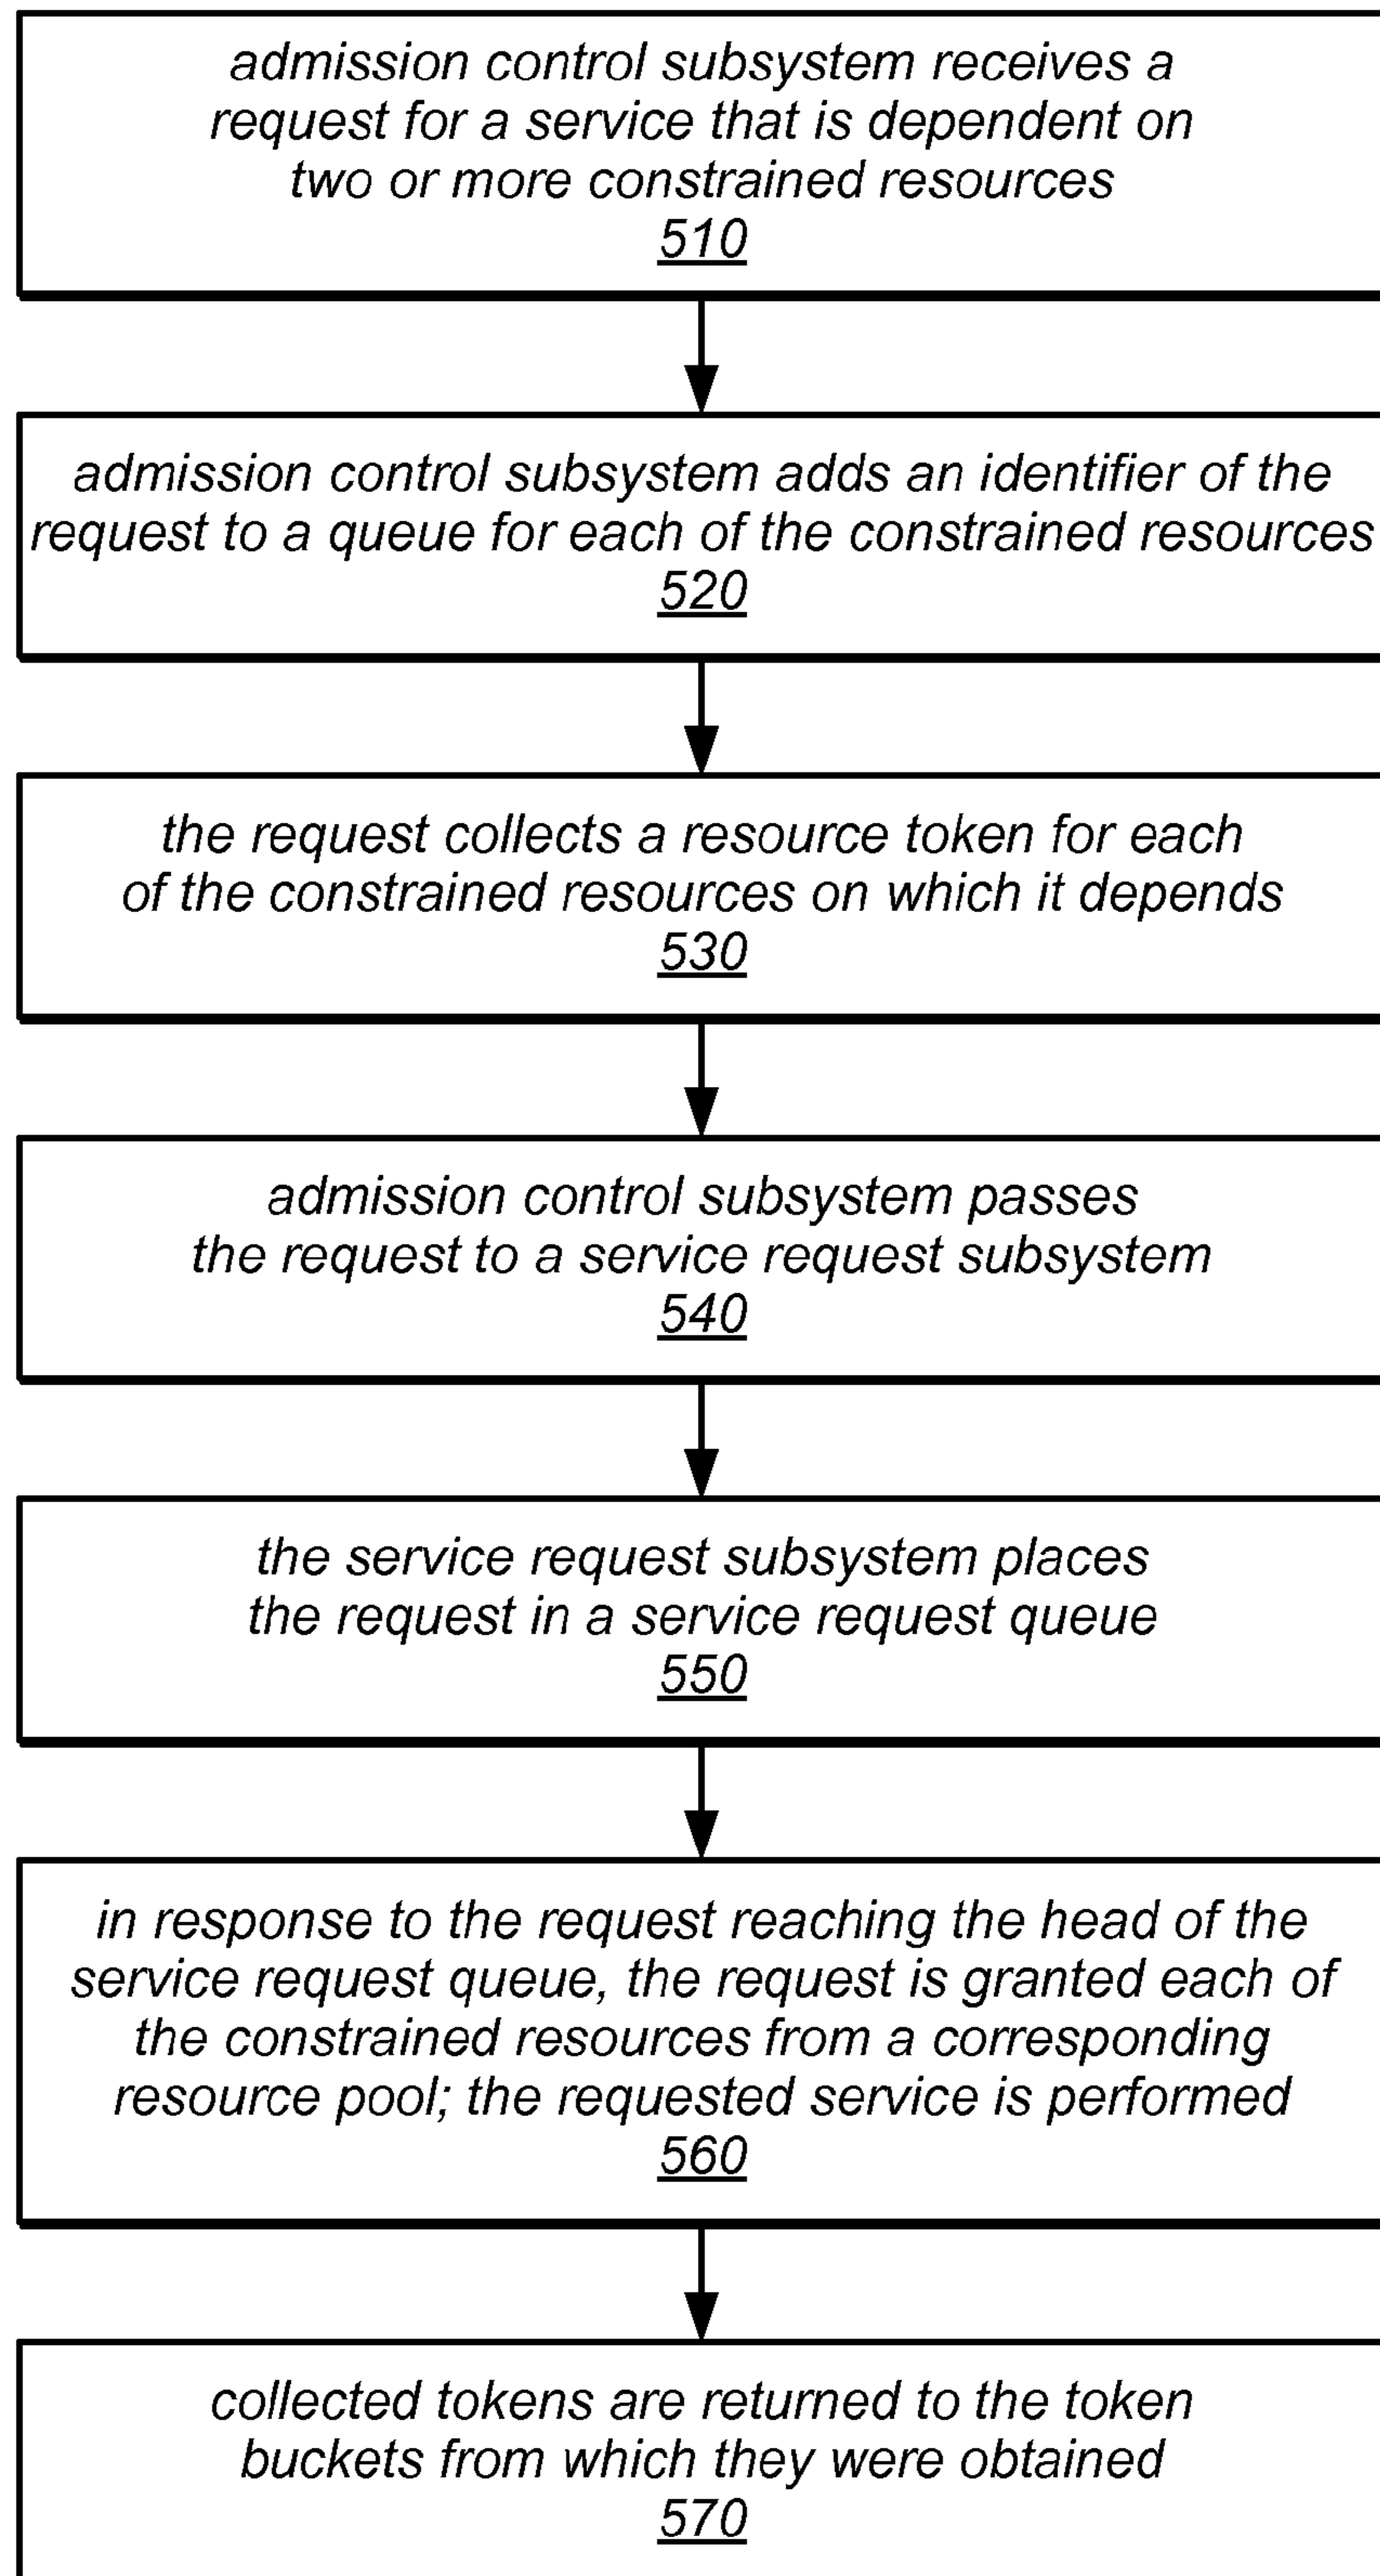 admission control subsystem receives a
request for a service that is dependent on
two or more constrained resources
510
admission control subsystem adds an identifier of the
request to a queue for each of the constrained resources
520
the request collects a resource token for each
of the constrained resources on which it depends
530
admission control subsystem passes
the request to a service request subsystem
540
the service request subsystem places
the request in a service request queue
550
in response to the request reaching the head of the
service request queue, the request is granted each of
the constrained resources from a corresponding
resource pool; the requested service is performed
560
collected tokens are returned to the token
buckets from which they were obtained
570